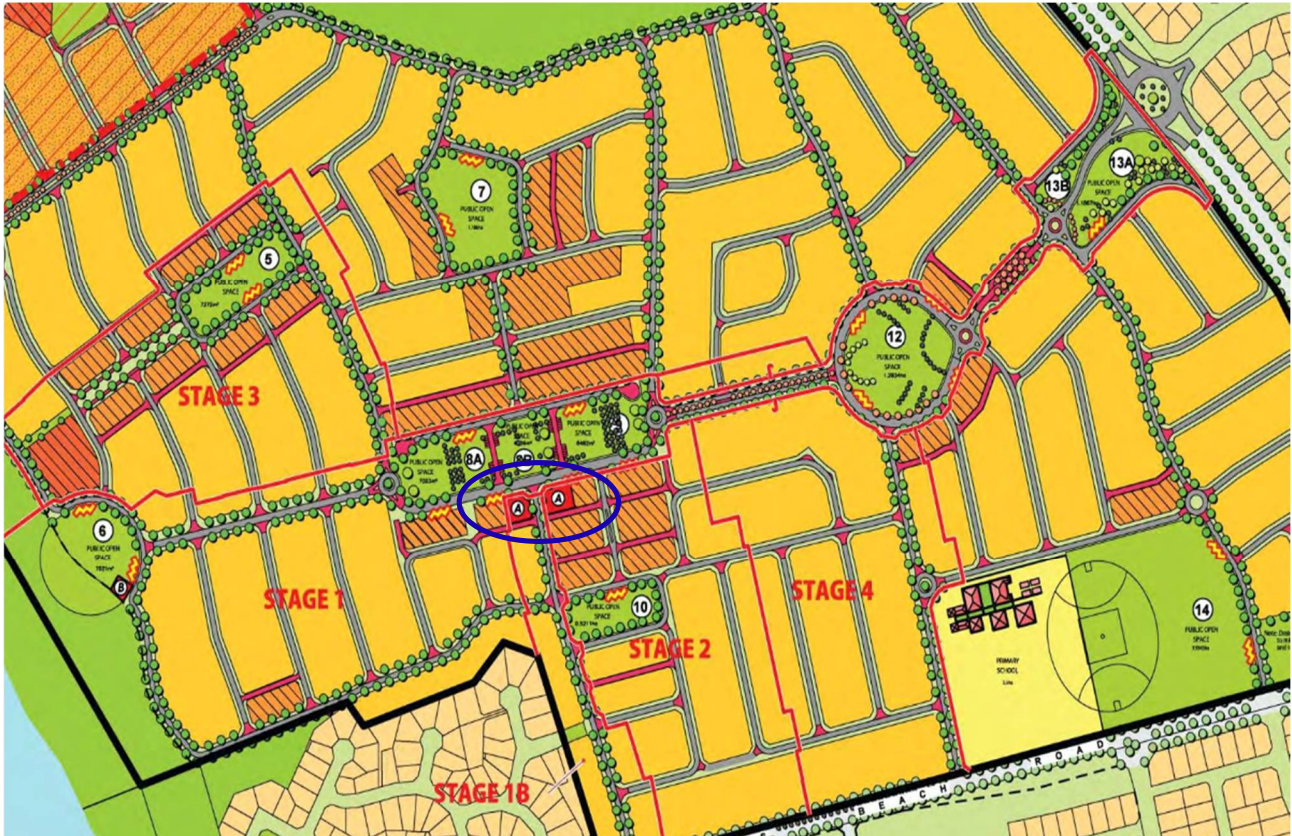 13A
PUBLIC OPEN
SPACE
13B
7
PUBLIC OPEN
SPACE
5
PUBLIC OPEN
SPACE
12
PUBLIC OPEN
SPACE
STAGE 3
PUBLIC OPEN
SPACE
8A
PUBLIC OPEN
SPACE
PUBLIC OPEN
SPACE
A
A
6
PUBLIC OPEN
SPACE
B
STAGE 1
10
PUBLIC OPEN
SPACE
STAGE 2
STAGE 4
14
PUBLIC OPEN
SPACE
PRIMARY
SCHOOL
STAGE 1B
BEACH ROAD